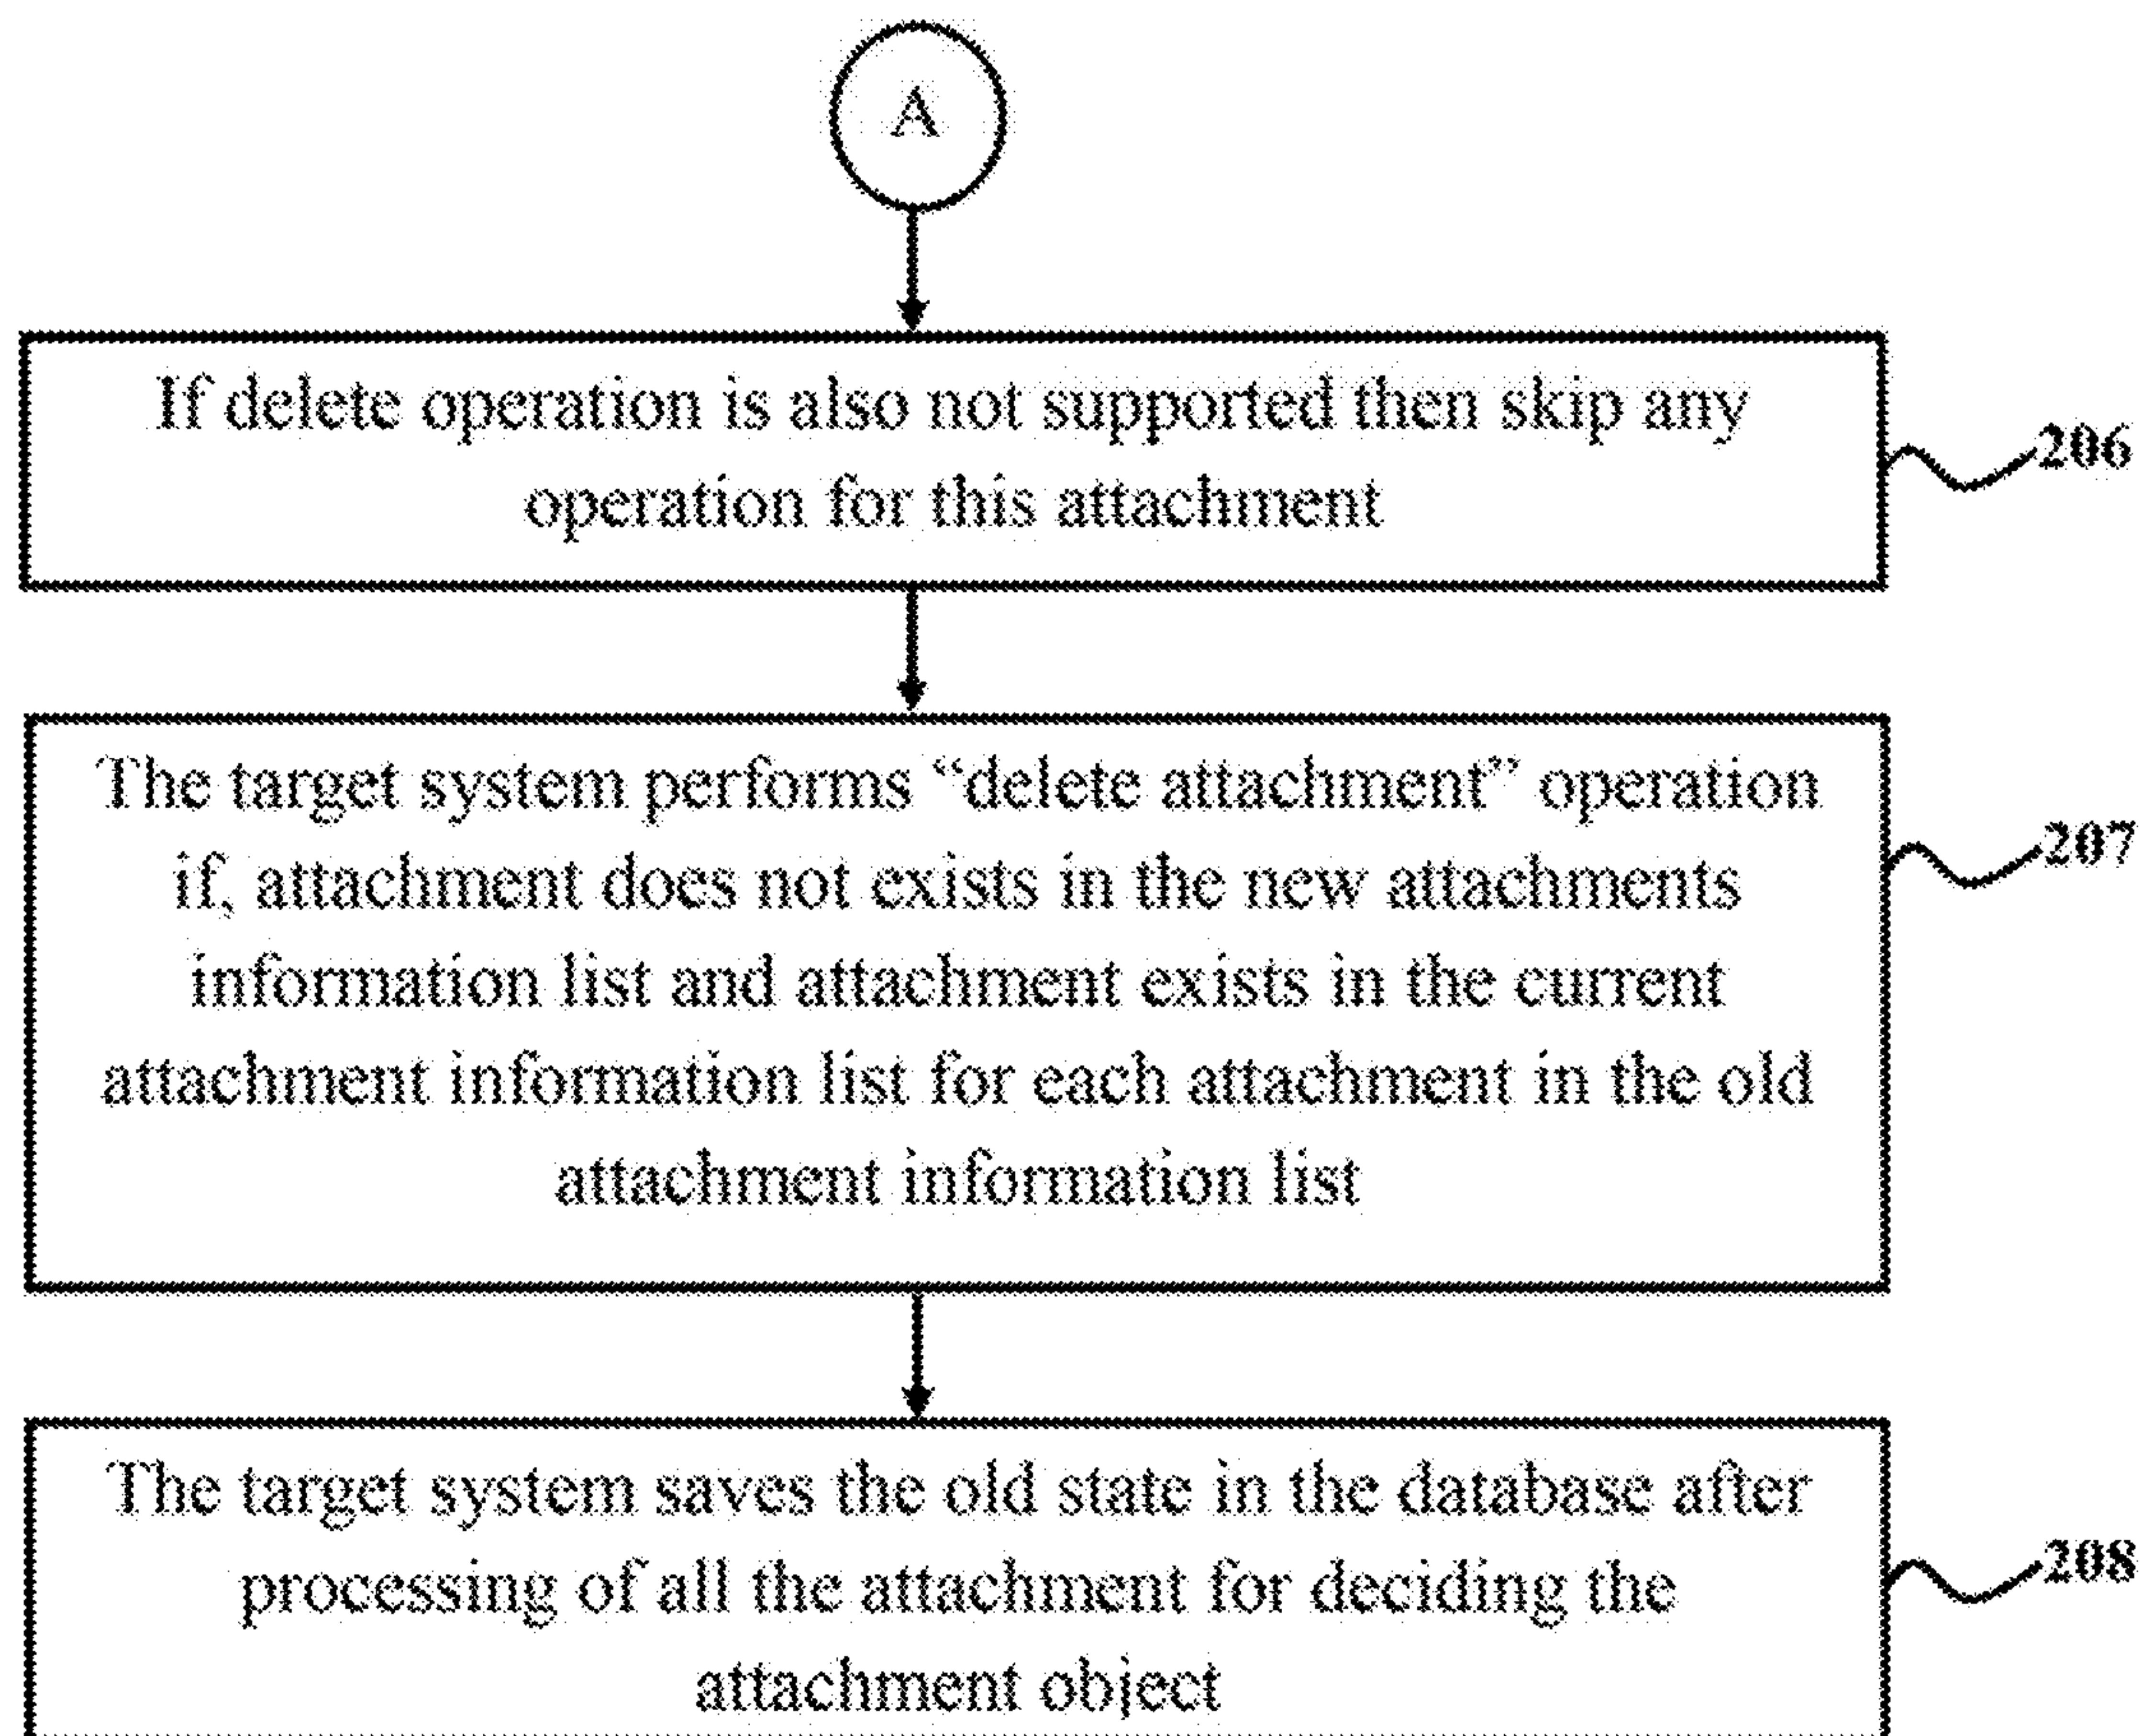 A
If delete operation is also not supported then skip any
operation for this attachment
206
The target system performs “delete attachment” operation
if, attachment does not exists in the new attachments
information list and attachment exists in the current
attachment information list for each attachment in the old
attachment information list
207
The target system saves the old state in the database after
processing of all the attachment for deciding the
attachment object
208